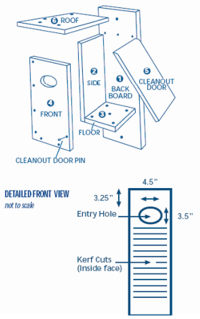 6 ROOF
2
SIDE
1
BACK
BOARD
5
CLEANOUT
DOOR
4
FRONT
3
FLOOR
CLEANOUT DOOR PIN
DETAILED FRONT VIEW
not to scale
4.5"
3.25"
Entry Hole
3.5"
Kerf Cuts
(Inside face)